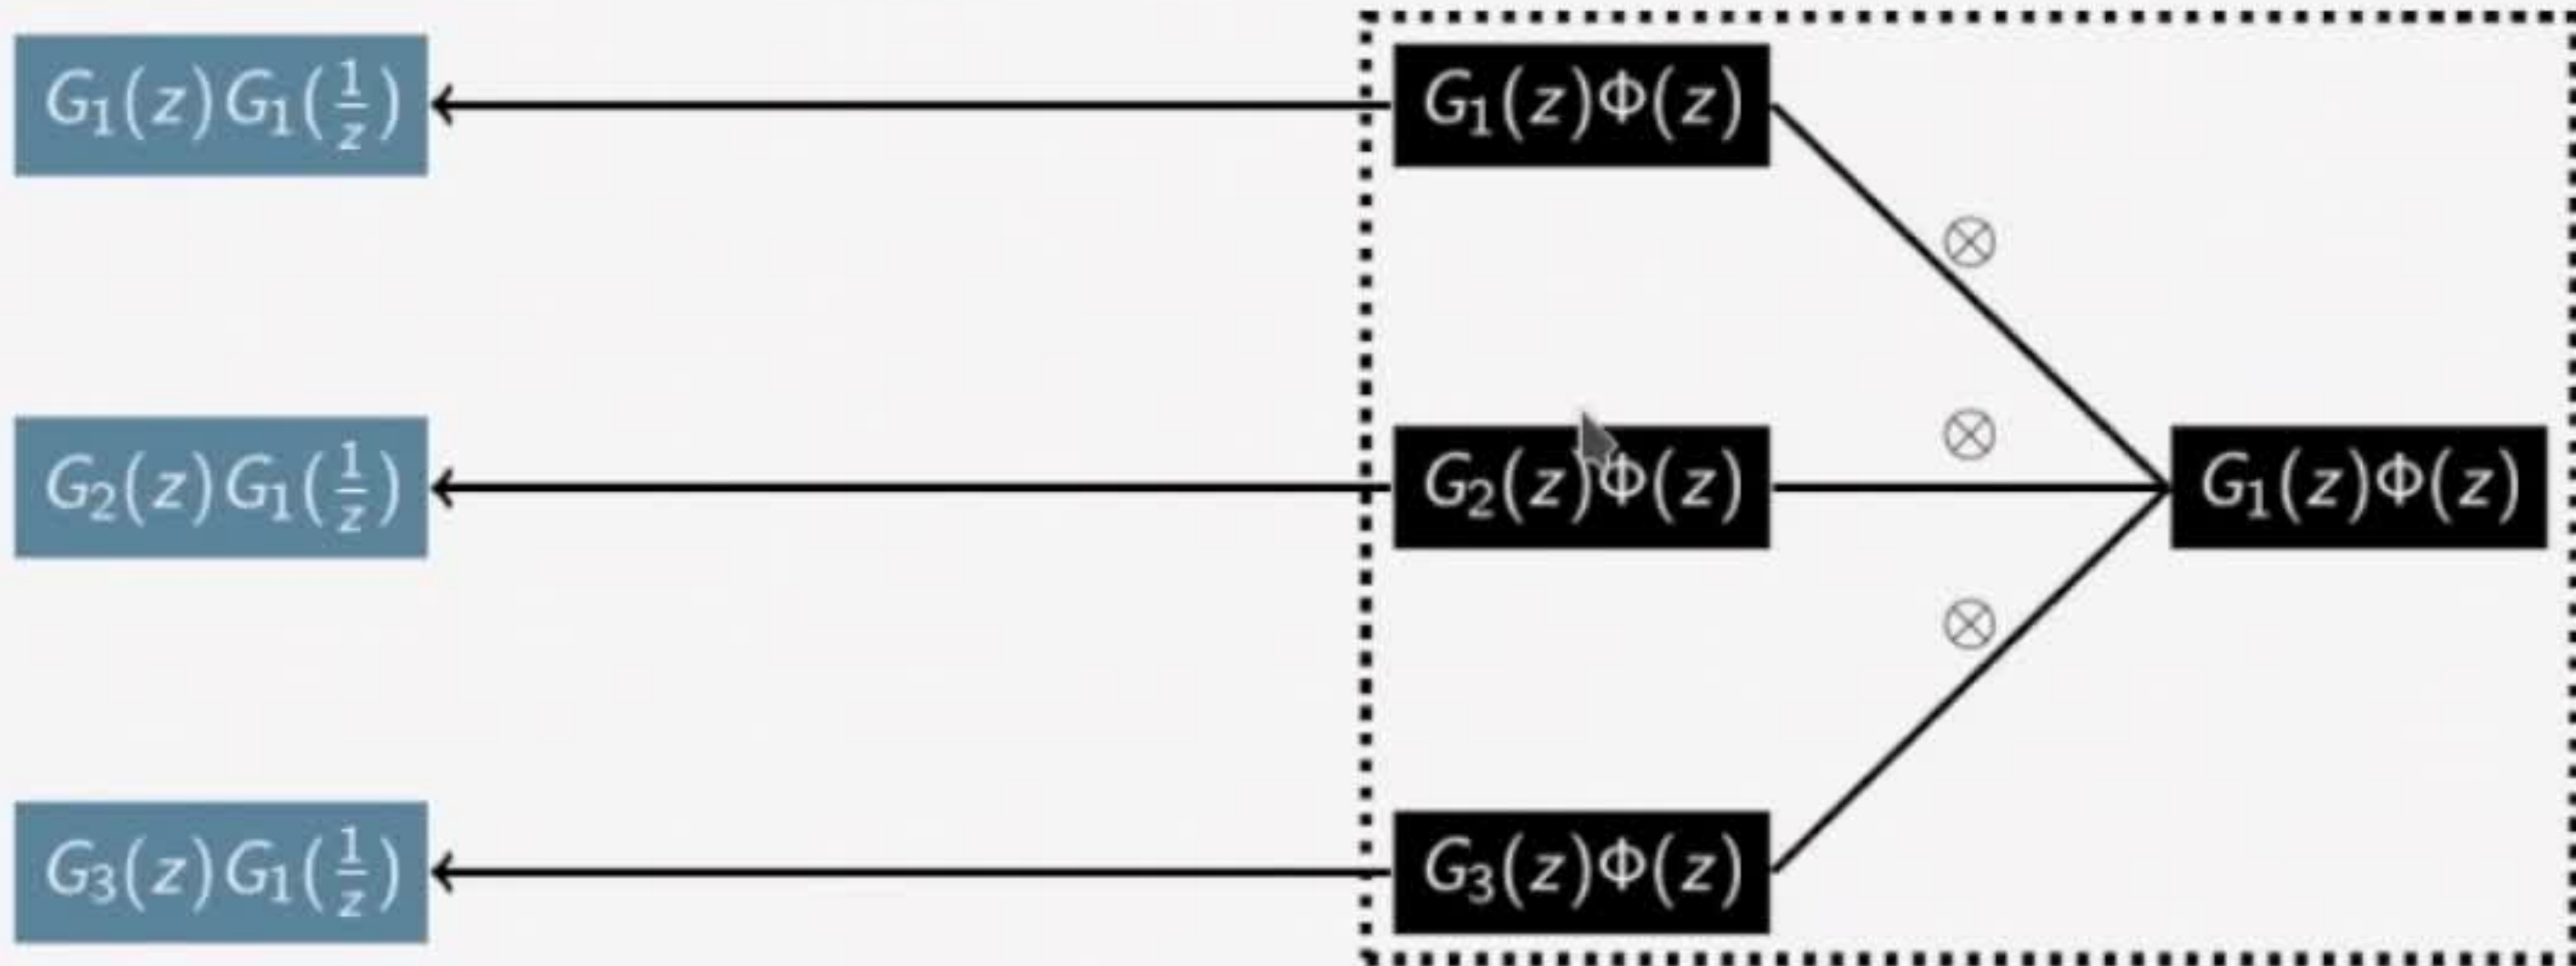 G₁(z)G₁(1/z)
G₁(z)Φ(z)
⊗
G₂(z)G₁(1/z)
G₂(z)Φ(z)
⊗
G₁(z)Φ(z)
⊗
G₃(z)G₁(1/z)
G₃(z)Φ(z)